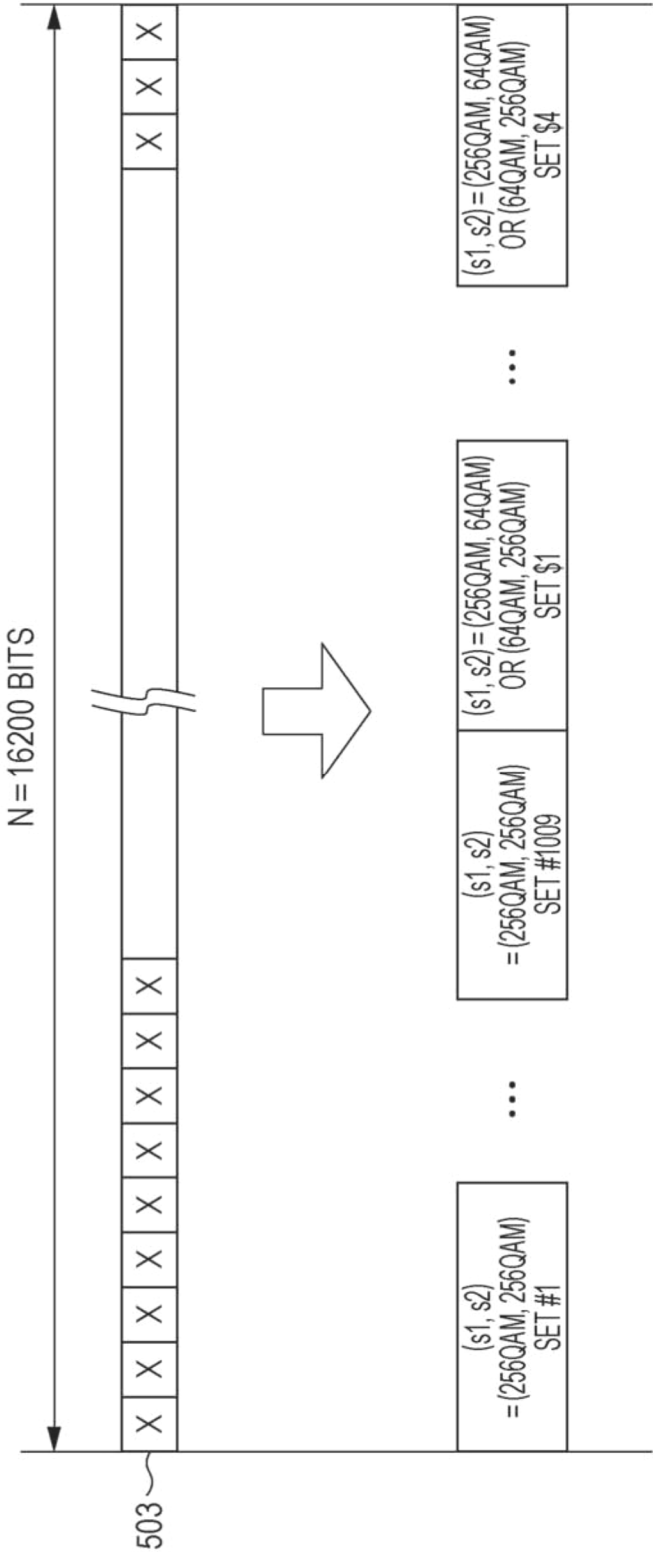 N = 16200 BITS
503
X X X X X X X X X X X X
(s1, s2)
= (256QAM, 256QAM)
SET #1
...
(s1, s2)
= (256QAM, 256QAM)
SET #1009
(s1, s2) = (256QAM, 64QAM)
OR (64QAM, 256QAM)
SET $1
...
(s1, s2) = (256QAM, 64QAM)
OR (64QAM, 256QAM)
SET $4